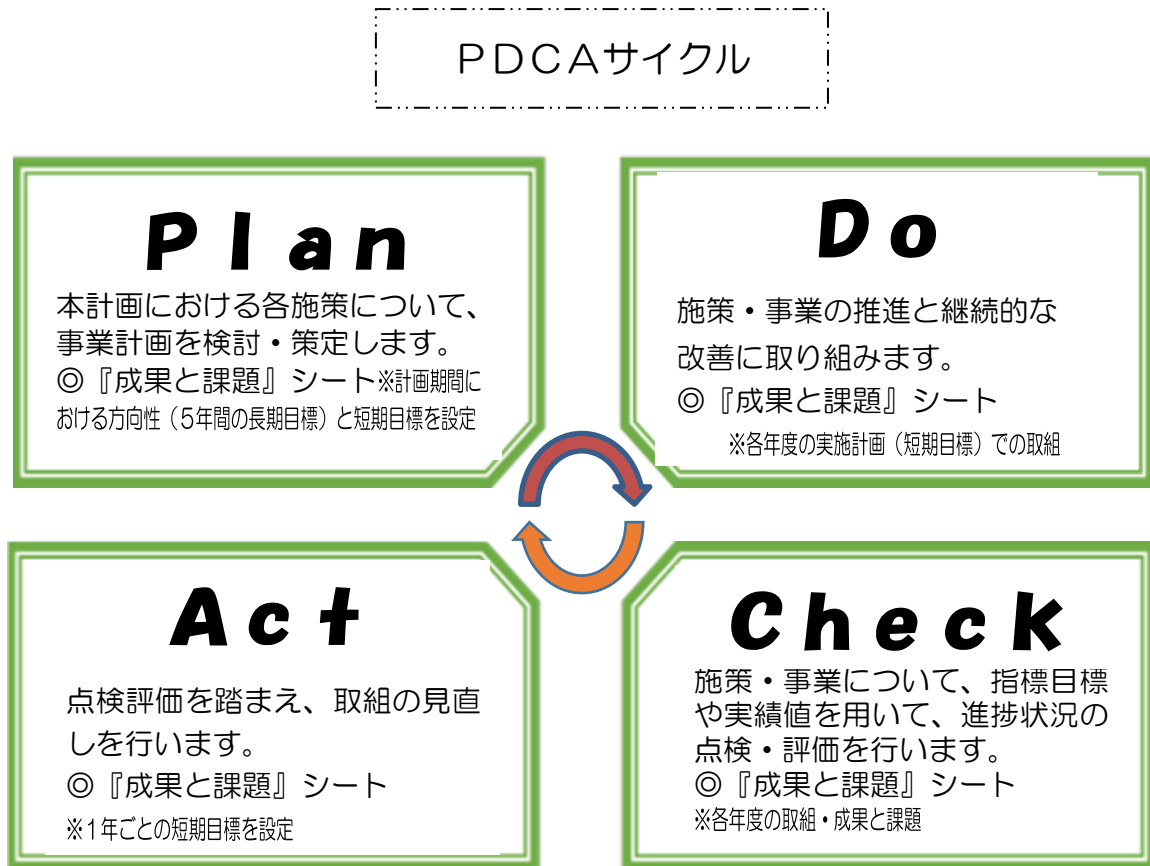 PDCAサイクル
Plan
本計画における各施策について、
事業計画を検討・策定します。
◎『成果と課題』シート※計画期間に
おける方向性（5年間の長期目標）と短期目標を設定
Do
施策・事業の推進と継続的な
改善に取り組みます。
◎『成果と課題』シート
※各年度の実施計画（短期目標）での取組
Act
点検評価を踏まえ、取組の見直
しを行います。
◎『成果と課題』シート
※1年ごとの短期目標を設定
Check
施策・事業について、指標目標
や実績値を用いて、進捗状況の
点検・評価を行います。
◎『成果と課題』シート
※各年度の取組・成果と課題